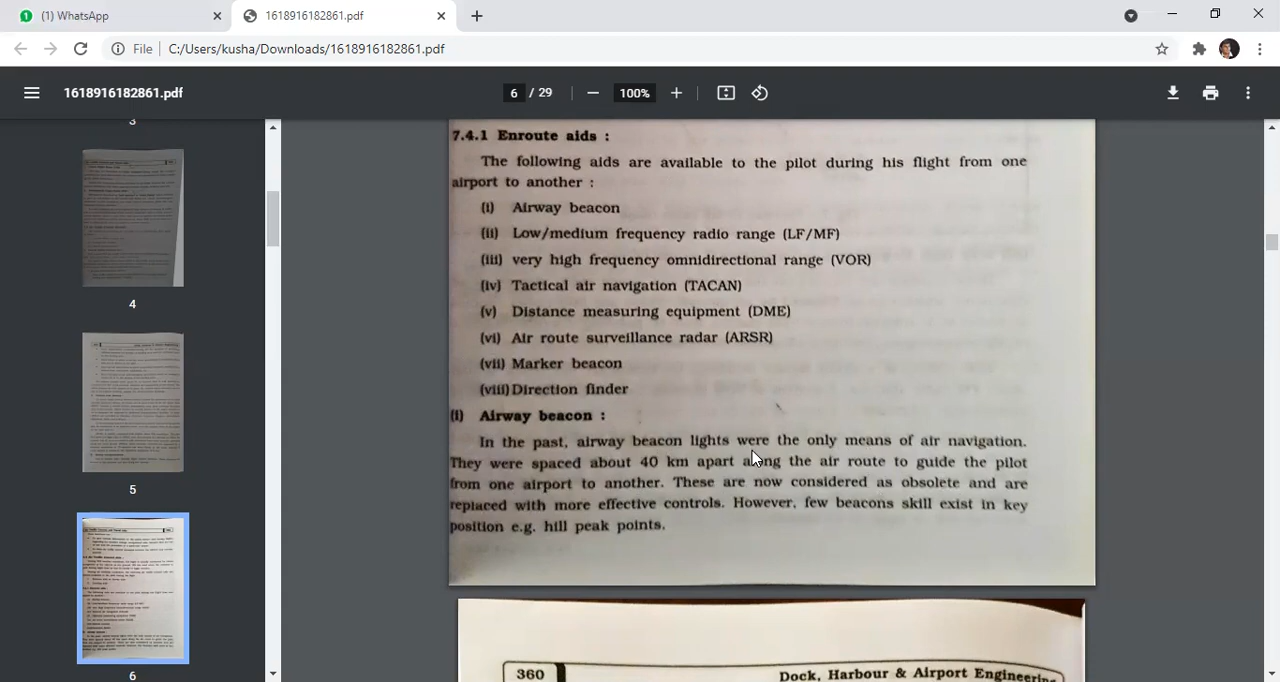 (1) WhatsApp
1618916182861.pdf
File | C:/Users/kusha/Downloads/1618916182861.pdf
1618916182861.pdf
6 / 29
100%
3
4
5
6
7.4.1 Enroute aids :
The following aids are available to the pilot during his flight from one
airport to another :
(i) Airway beacon
(ii) Low/medium frequency radio range (LF/MF)
(iii) very high frequency omnidirectional range (VOR)
(iv) Tactical air navigation (TACAN)
(v) Distance measuring equipment (DME)
(vi) Air route surveillance radar (ARSR)
(vii) Marker beacon
(viii) Direction finder
(i) Airway beacon :
In the past, airway beacon lights were the only means of air navigation.
They were spaced about 40 km apart along the air route to guide the pilot
from one airport to another. These are now considered as obsolete and are
replaced with more effective controls. However, few beacons skill exist in key
position e.g. hill peak points.
360
Dock, Harbour & Airport Engineering